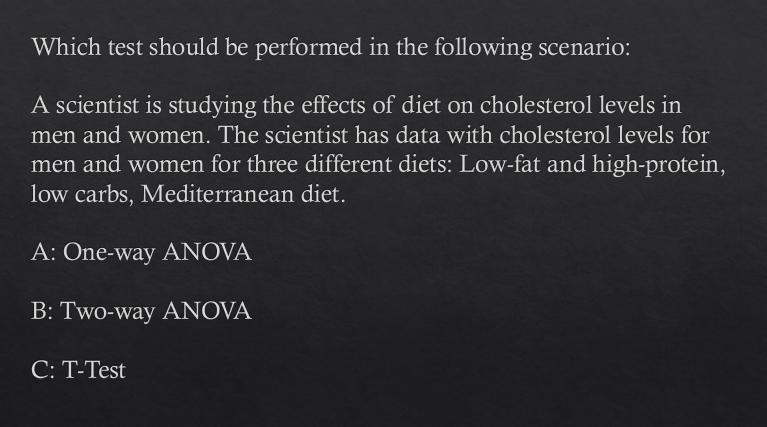 Which test should be performed in the following scenario:
A scientist is studying the effects of diet on cholesterol levels in
men and women. The scientist has data with cholesterol levels for
men and women for three different diets: Low-fat and high-protein,
low carbs, Mediterranean diet.
A: One-way ANOVA
B: Two-way ANOVA
C: T-Test